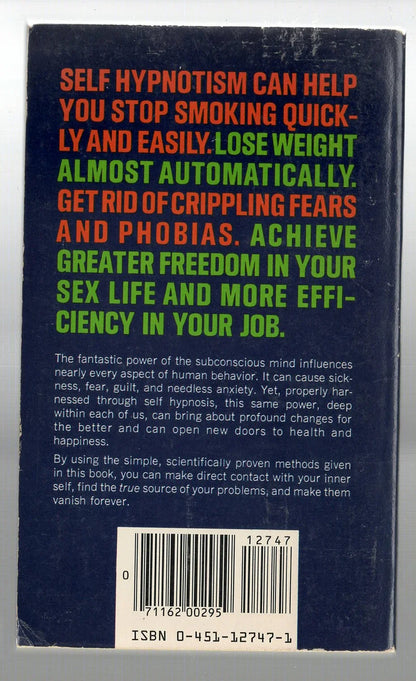 SELF HYPNOTISM CAN HELP
YOU STOP SMOKING QUICK-
LY AND EASILY. LOSE WEIGHT
ALMOST AUTOMATICALLY.
GET RID OF CRIPPLING FEARS
AND PHOBIAS. ACHIEVE
GREATER FREEDOM IN YOUR
SEX LIFE AND MORE EFFI-
CIENCY IN YOUR JOB.
The fantastic power of the subconscious mind influences
nearly every aspect of human behavior. It can cause sick-
ness, fear, guilt, and needless anxiety. Yet, properly har-
nessed through self hypnosis, this same power, deep
within each of us, can bring about profound changes for
the better and can open new doors to health and
happiness.
By using the simple, scientifically proven methods given
in this book, you can make direct contact with your inner
self, find the true source of your problems, and make them
vanish forever.
12747
0
71162 00295
ISBN 0-451-12747-1